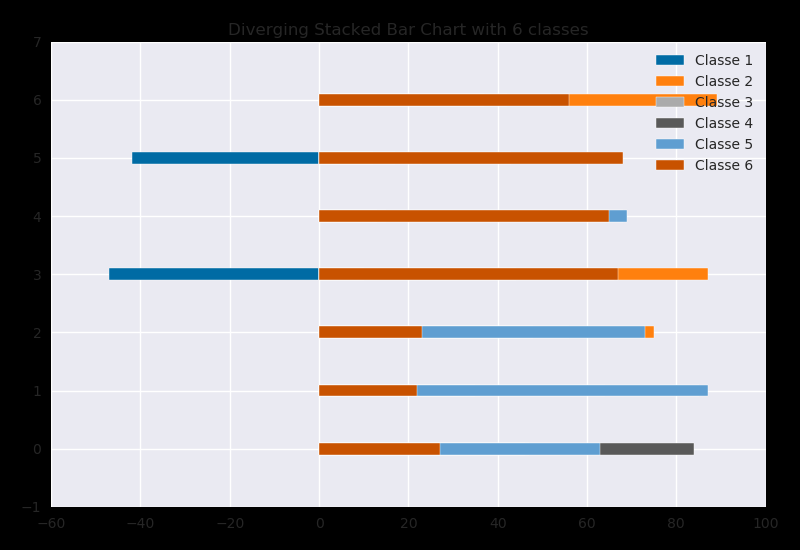 Diverging Stacked Bar Chart with 6 classes
7
6
5
4
3
2
1
0
−1
Classe 1
Classe 2
Classe 3
Classe 4
Classe 5
Classe 6
−60 −40 −20 0 20 40 60 80 100